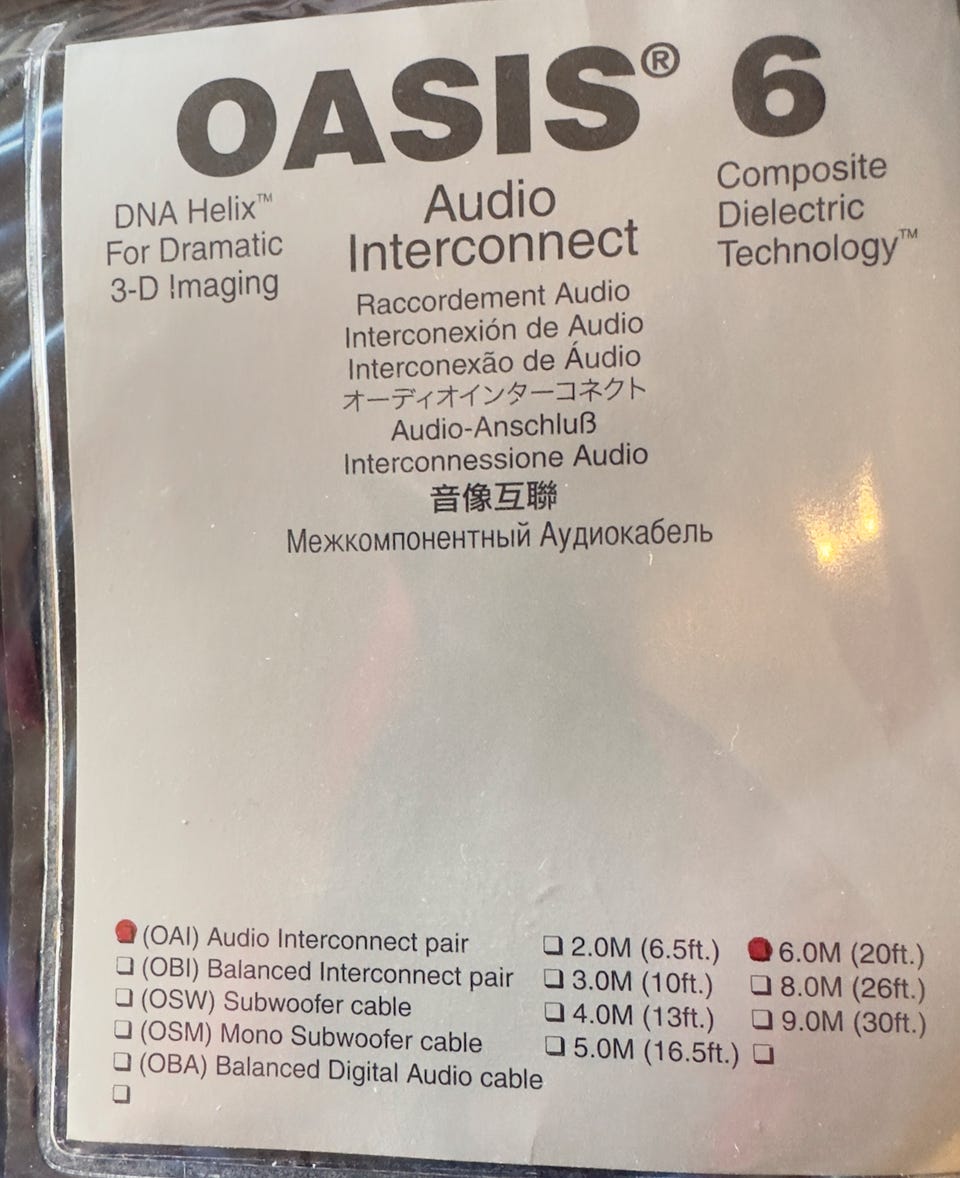 OASIS® 6
DNA Helix™
For Dramatic
3-D Imaging
Audio
Interconnect
Composite
Dielectric
Technology™
Raccordement Audio
Interconexión de Audio
Interconexão de Áudio
オーディオインターコネクト
Audio-Anschluß
Interconnessione Audio
音像互聯
Межкомпонентный Аудиокабель
(OAI) Audio Interconnect pair
❏ (OBI) Balanced Interconnect pair
❏ (OSW) Subwoofer cable
❏ (OSM) Mono Subwoofer cable
❏ (OBA) Balanced Digital Audio cable
❏
❏ 2.0M (6.5ft.)
❏ 3.0M (10ft.)
❏ 4.0M (13ft.)
❏ 5.0M (16.5ft.)
6.0M (20ft.)
❏ 8.0M (26ft.)
❏ 9.0M (30ft.)
❏